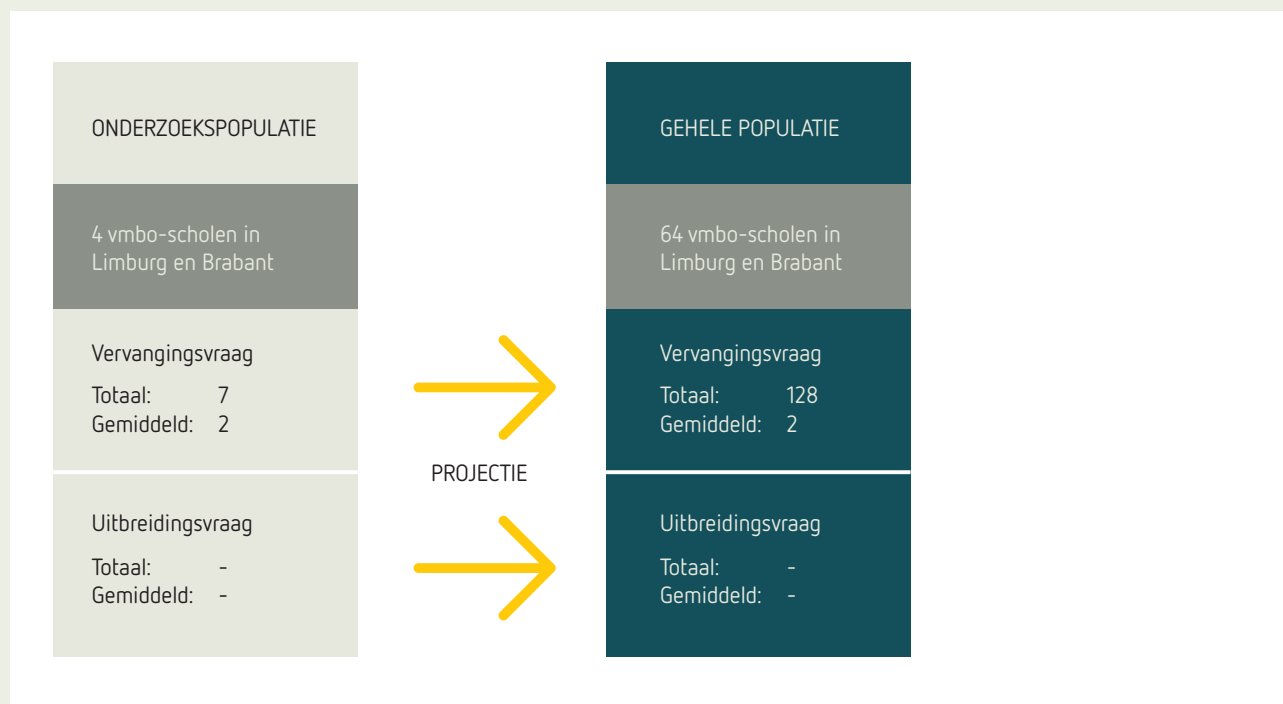 ONDERZOEKSPOPULATIE
4 vmbo-scholen in
Limburg en Brabant
Vervangingsvraag
Totaal: 7
Gemiddeld: 2
Uitbreidingsvraag
Totaal: -
Gemiddeld: -
PROJECTIE
GEHELE POPULATIE
64 vmbo-scholen in
Limburg en Brabant
Vervangingsvraag
Totaal: 128
Gemiddeld: 2
Uitbreidingsvraag
Totaal: -
Gemiddeld: -